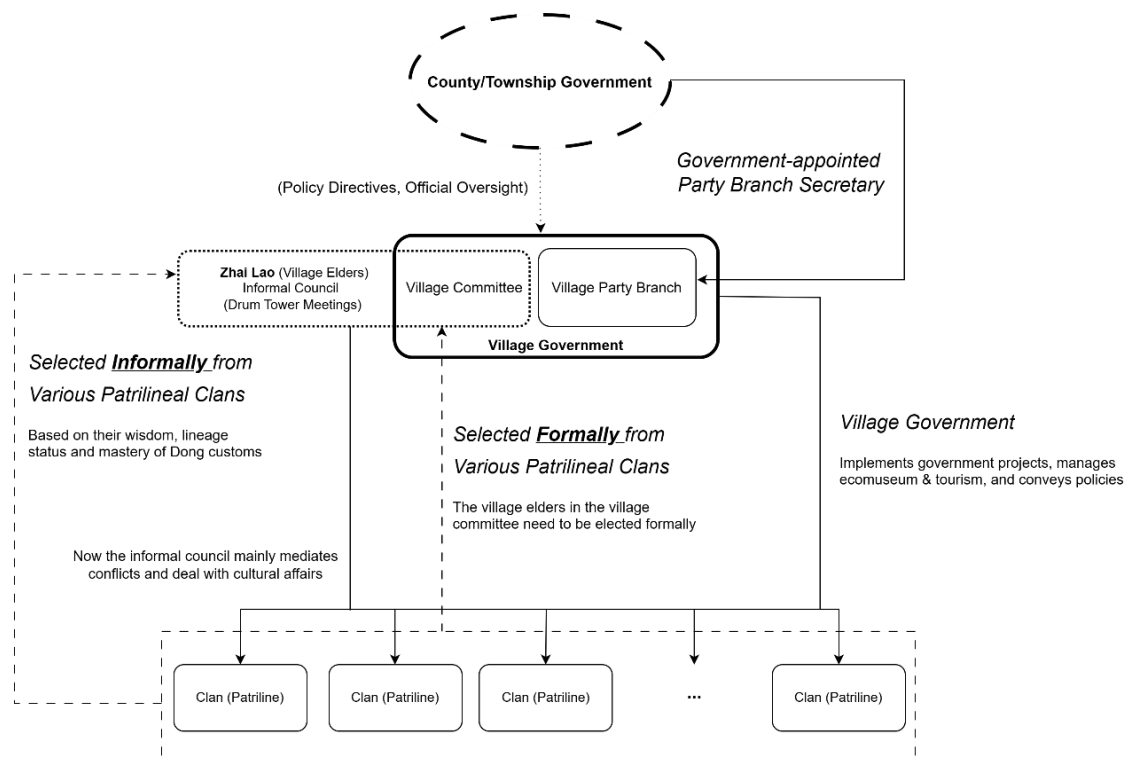 County/Township Government
Government-appointed
Party Branch Secretary
(Policy Directives, Official Oversight)
Zhai Lao (Village Elders)
Informal Council
(Drum Tower Meetings)
Village Committee
Village Party Branch
Village Government
Selected Informally from
Various Patrilineal Clans
Based on their wisdom, lineage
status and mastery of Dong customs
Selected Formally from
Various Patrilineal Clans
The village elders in the village
committee need to be elected formally
Village Government
Implements government projects, manages
ecomuseum & tourism, and conveys policies
Now the informal council mainly mediates
conflicts and deal with cultural affairs
Clan (Patriline)
Clan (Patriline)
Clan (Patriline)
...
Clan (Patriline)